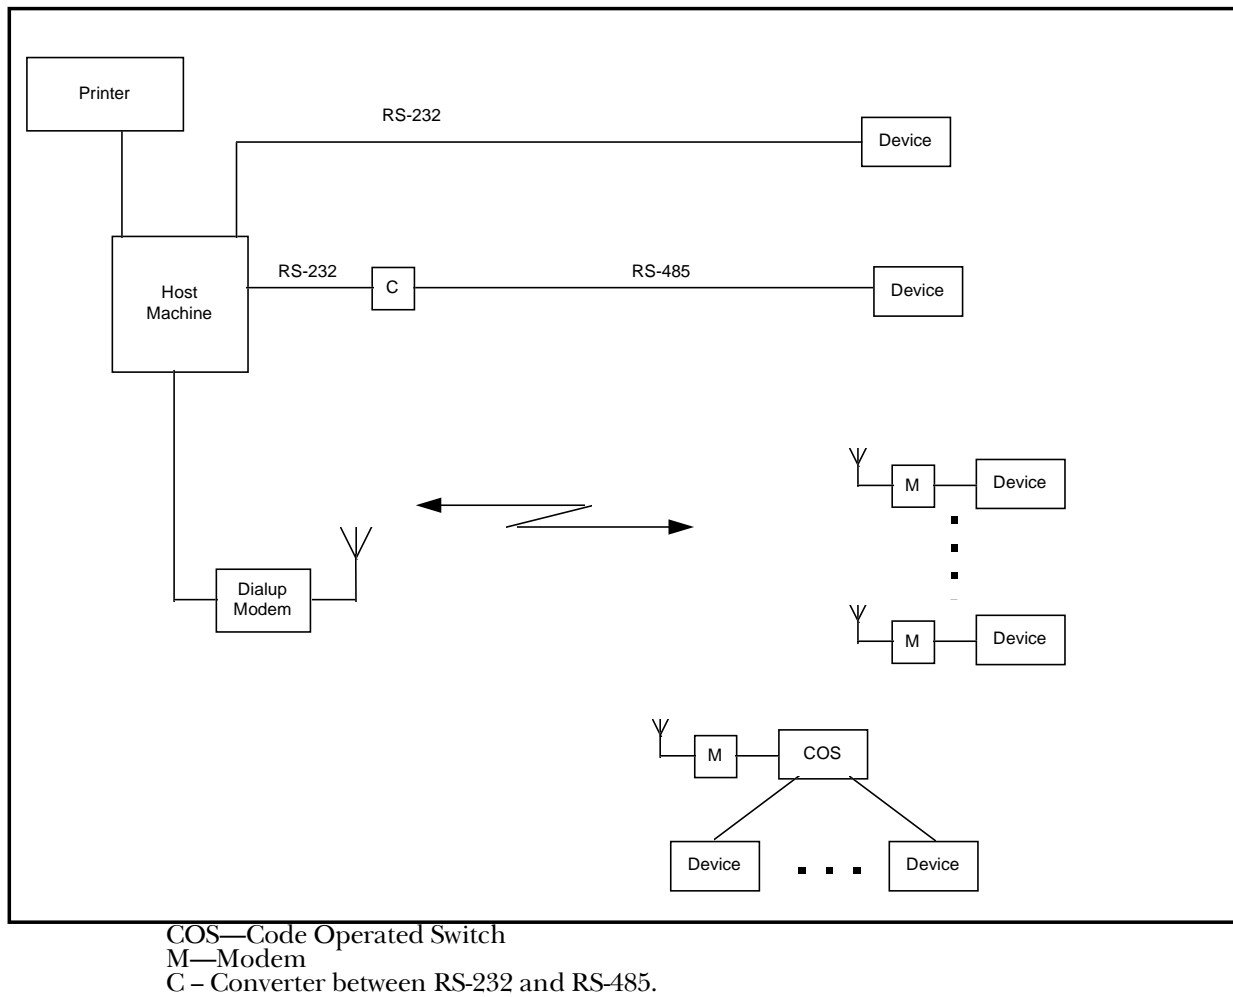 Printer
RS-232
Device
Host
Machine
RS-232
C
RS-485
Device
M
Device
Dialup
Modem
M
Device
M
COS
Device
Device
COS—Code Operated Switch
M—Modem
C – Converter between RS-232 and RS-485.